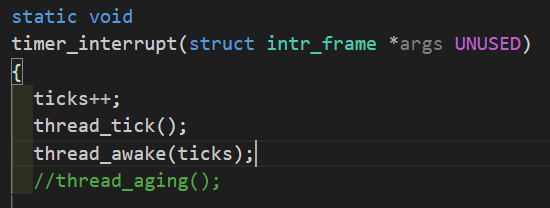 static void
timer_interrupt(struct intr_frame *args UNUSED)
{
ticks++;
thread_tick();
thread_awake(ticks);
//thread_aging();